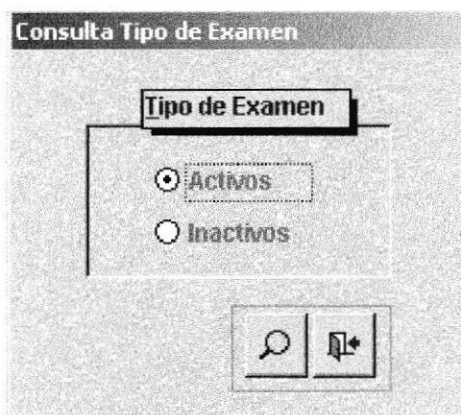 Consulta Tipo de Examen
Tipo de Examen
Activos
Inactivos